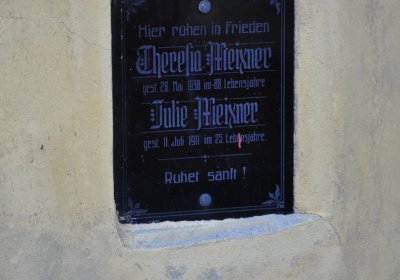 Hier ruhen in Frieden
Theresia Meixner
gest. 28. Mai 1938 im 88. Lebensjahre
Julie Meixner
gest. 11. Juli 1911 im 25. Lebensjahre.
Ruhet sanft !